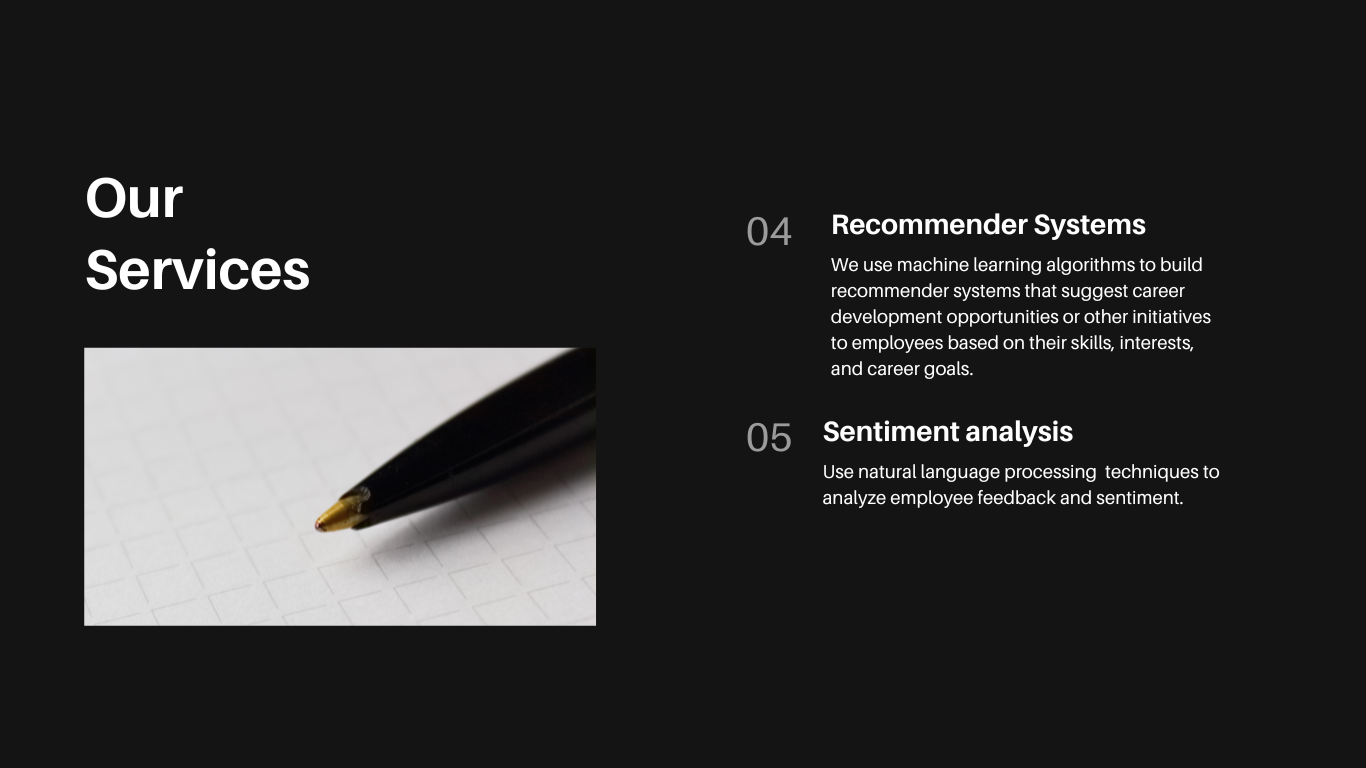 Our
Services
04
Recommender Systems
We use machine learning algorithms to build
recommender systems that suggest career
development opportunities or other initiatives
to employees based on their skills, interests,
and career goals.
05
Sentiment analysis
Use natural language processing  techniques to
analyze employee feedback and sentiment.